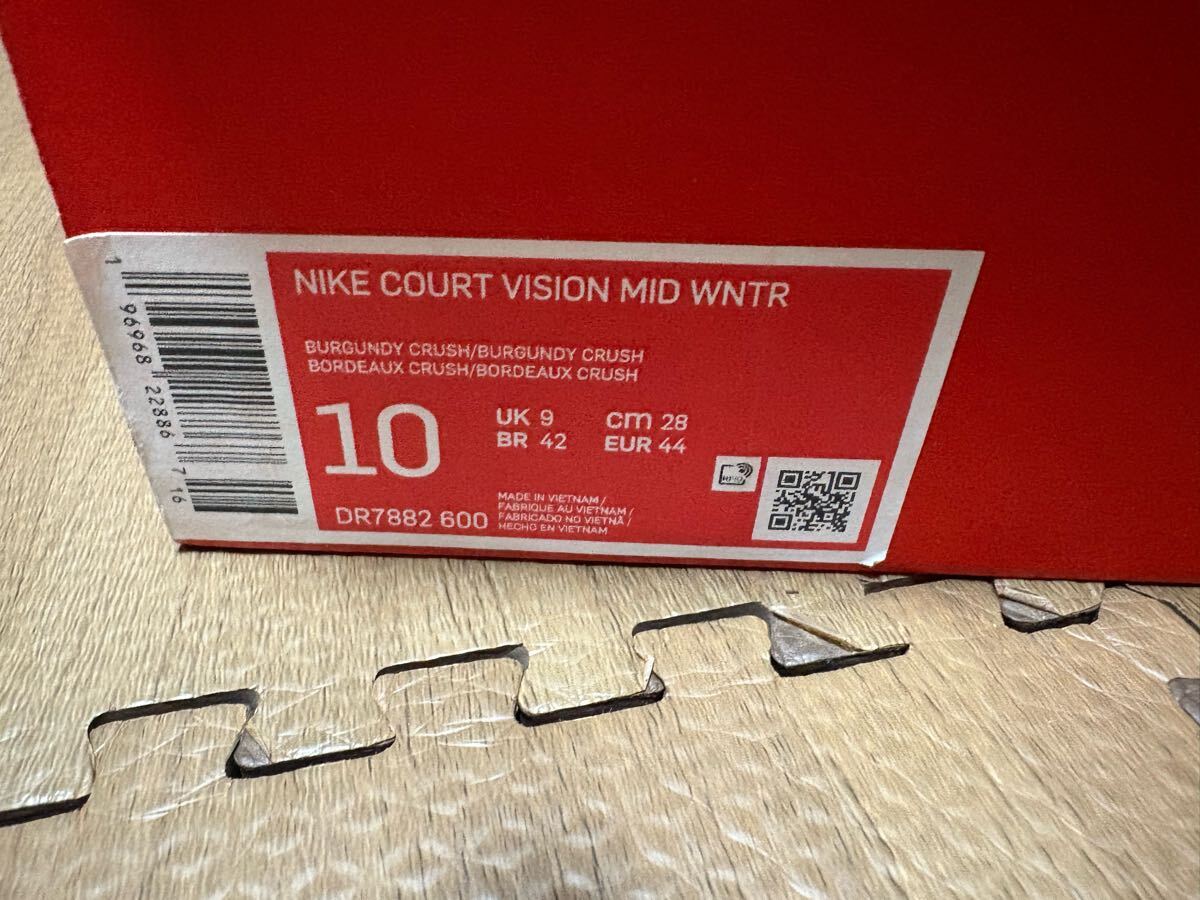 NIKE COURT VISION MID WNTR
BURGUNDY CRUSH/BURGUNDY CRUSH
BORDEAUX CRUSH/BORDEAUX CRUSH
10
UK 9
BR 42
cm 28
EUR 44
DR7882 600
MADE IN VIETNAM /
FABRIQUE AU VIETNAM /
FABRICADO NO VIETNÃ /
HECHO EN VIETNAM
1 96968 22886 7 16